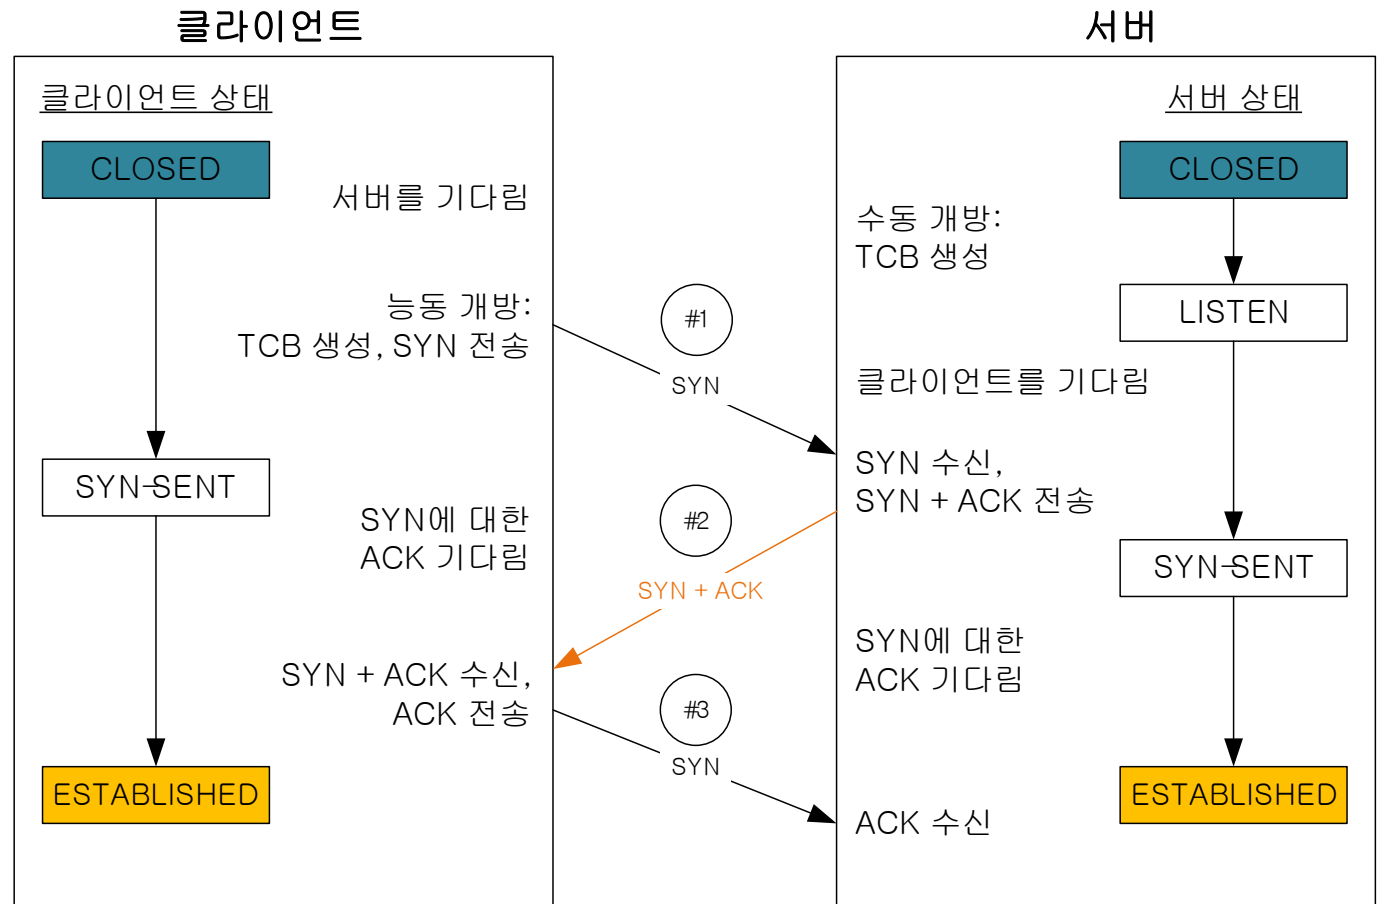 클라이언트
서버
클라이언트 상태
서버 상태
CLOSED
CLOSED
서버를 기다림
수동 개방:
TCB 생성
능동 개방:
TCB 생성, SYN 전송
#1
SYN
LISTEN
클라이언트를 기다림
SYN-SENT
SYN 수신,
SYN + ACK 전송
SYN에 대한
ACK 기다림
#2
SYN + ACK
SYN-SENT
SYN에 대한
ACK 기다림
SYN + ACK 수신,
ACK 전송
#3
SYN
ESTABLISHED
ESTABLISHED
ACK 수신